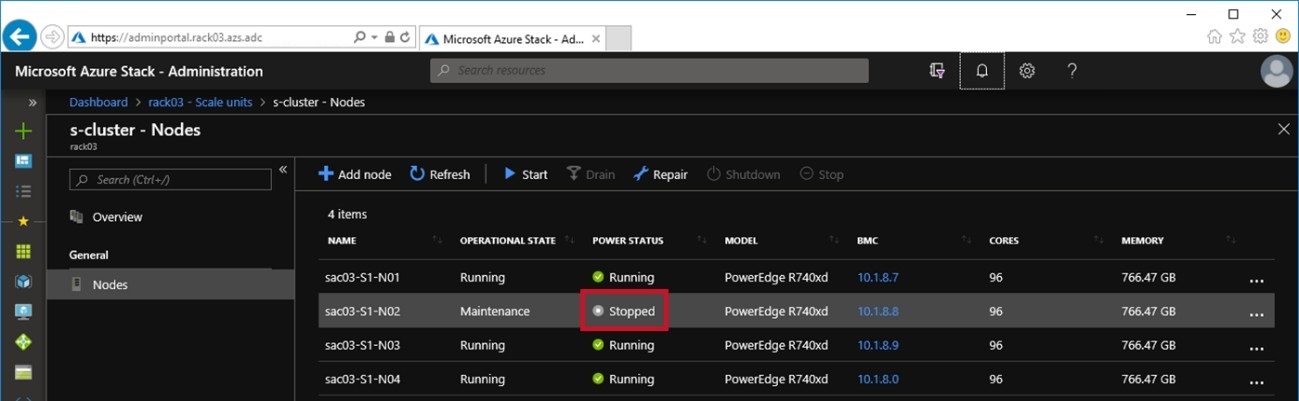 https://adminportal.rack03.azs.adc
Microsoft Azure Stack - Ad...
Microsoft Azure Stack - Administration
Search resources
Dashboard > rack03 - Scale units > s-cluster - Nodes
s-cluster - Nodes
rack03
Search (Ctrl+/)
Add node Refresh Start Drain Repair Shutdown Stop
Overview
4 items
NAME OPERATIONAL STATE POWER STATUS MODEL BMC CORES MEMORY
General
Nodes
sac03-S1-N01 Running Running PowerEdge R740xd 10.1.8.7 96 766.47 GB ...
sac03-S1-N02 Maintenance Stopped PowerEdge R740xd 10.1.8.8 96 766.47 GB ...
sac03-S1-N03 Running Running PowerEdge R740xd 10.1.8.9 96 766.47 GB ...
sac03-S1-N04 Running Running PowerEdge R740xd 10.1.8.0 96 766.47 GB ...